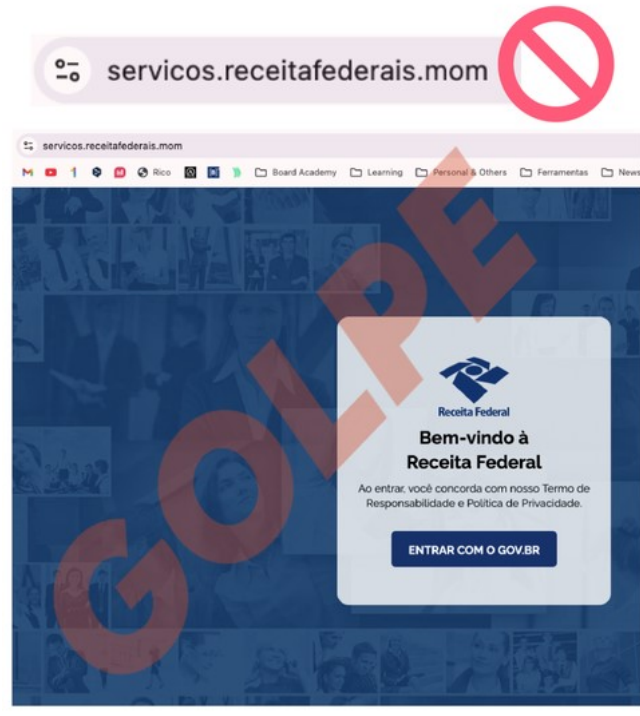 servicos.receitafederais.mom
servicos.receitafederais.mom
Rico Board Academy Learning Personal & Others Ferramentas News
GOLPE
Receita Federal
Bem-vindo à
Receita Federal
Ao entrar, você concorda com nosso Termo de
Responsabilidade e Política de Privacidade.
ENTRAR COM O GOV.BR